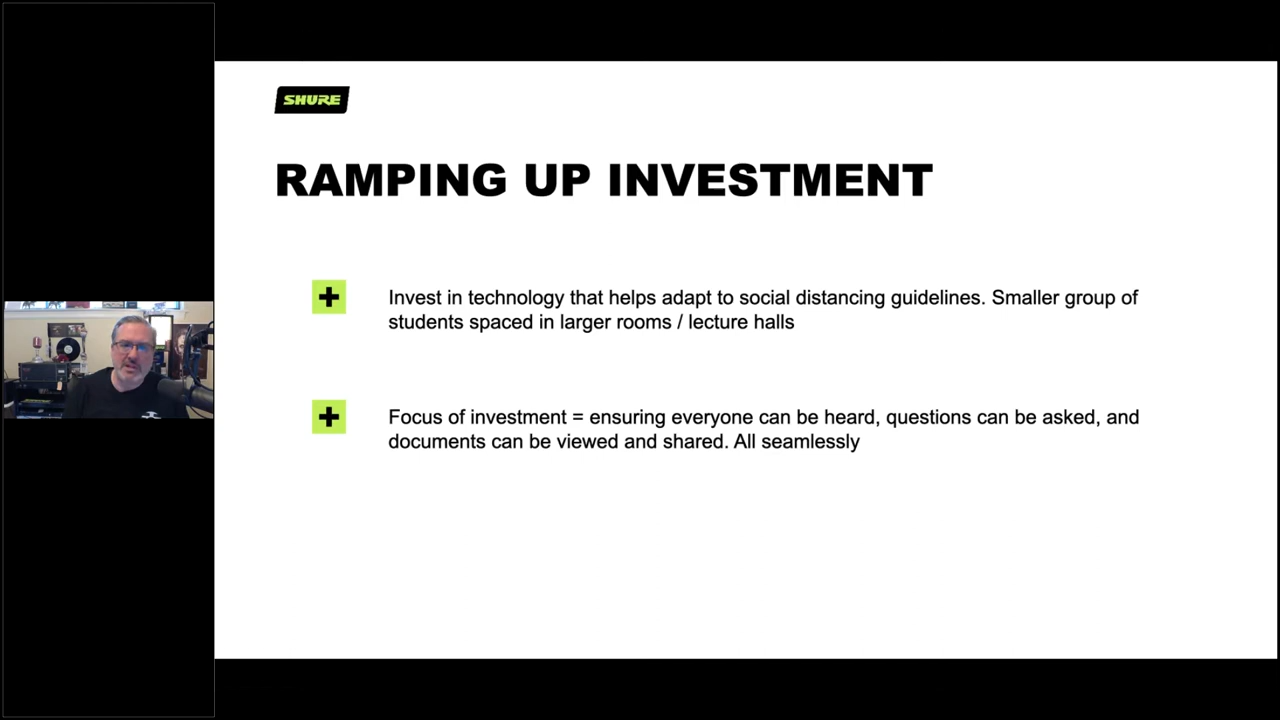 SHURE
RAMPING UP INVESTMENT
Invest in technology that helps adapt to social distancing guidelines. Smaller group of
students spaced in larger rooms / lecture halls
Focus of investment = ensuring everyone can be heard, questions can be asked, and
documents can be viewed and shared. All seamlessly